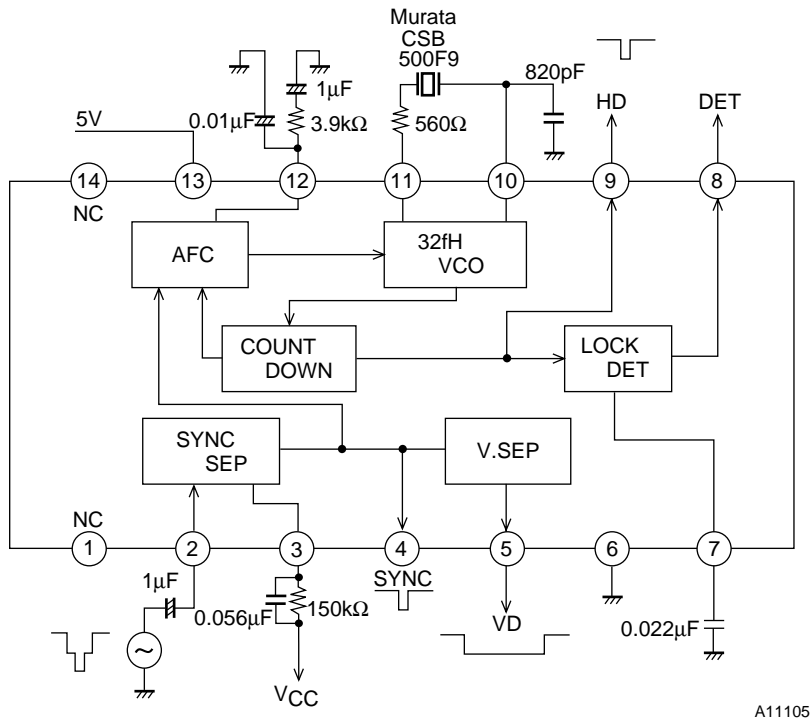 Murata
CSB
500F9
820pF
1µF
0.01µF
3.9kΩ
560Ω
HD
DET
5V
14
13
12
11
10
9
8
NC
AFC
32fH
VCO
COUNT
DOWN
LOCK
DET
SYNC
SEP
V.SEP
NC
1
2
3
4
5
6
7
1µF
SYNC
0.056µF
150kΩ
VD
0.022µF
~
VCC
A11105